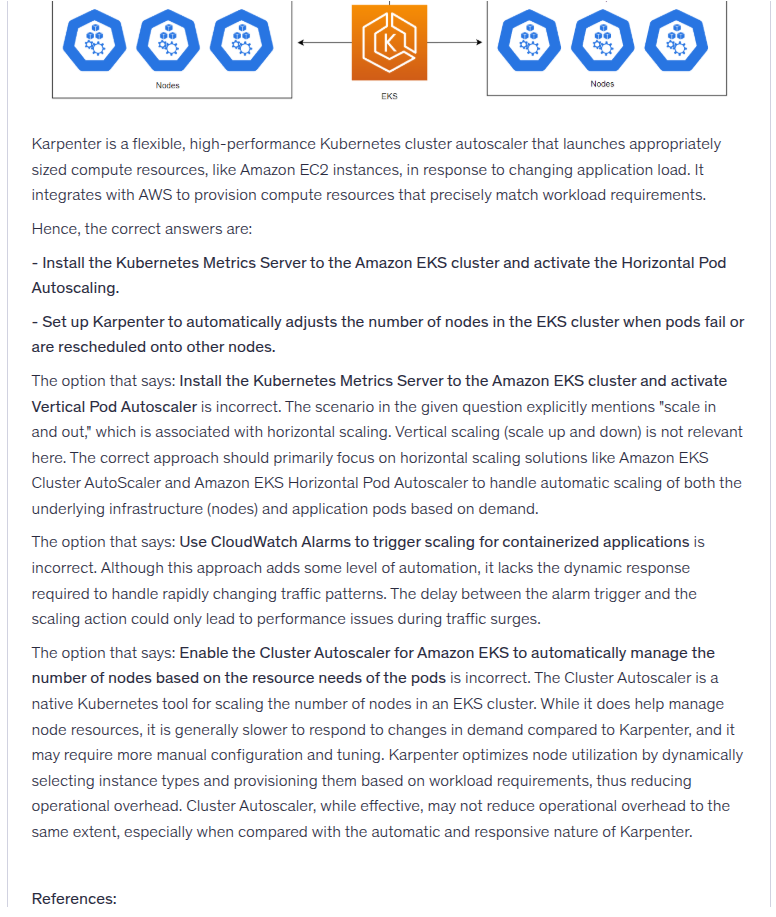 Nodes
EKS
Nodes
Karpenter is a flexible, high-performance Kubernetes cluster autoscaler that launches appropriately
sized compute resources, like Amazon EC2 instances, in response to changing application load. It
integrates with AWS to provision compute resources that precisely match workload requirements.
Hence, the correct answers are:
- Install the Kubernetes Metrics Server to the Amazon EKS cluster and activate the Horizontal Pod
Autoscaling.
- Set up Karpenter to automatically adjusts the number of nodes in the EKS cluster when pods fail or
are rescheduled onto other nodes.
The option that says: Install the Kubernetes Metrics Server to the Amazon EKS cluster and activate
Vertical Pod Autoscaler is incorrect. The scenario in the given question explicitly mentions "scale in
and out," which is associated with horizontal scaling. Vertical scaling (scale up and down) is not relevant
here. The correct approach should primarily focus on horizontal scaling solutions like Amazon EKS
Cluster AutoScaler and Amazon EKS Horizontal Pod Autoscaler to handle automatic scaling of both the
underlying infrastructure (nodes) and application pods based on demand.
The option that says: Use CloudWatch Alarms to trigger scaling for containerized applications is
incorrect. Although this approach adds some level of automation, it lacks the dynamic response
required to handle rapidly changing traffic patterns. The delay between the alarm trigger and the
scaling action could only lead to performance issues during traffic surges.
The option that says: Enable the Cluster Autoscaler for Amazon EKS to automatically manage the
number of nodes based on the resource needs of the pods is incorrect. The Cluster Autoscaler is a
native Kubernetes tool for scaling the number of nodes in an EKS cluster. While it does help manage
node resources, it is generally slower to respond to changes in demand compared to Karpenter, and it
may require more manual configuration and tuning. Karpenter optimizes node utilization by dynamically
selecting instance types and provisioning them based on workload requirements, thus reducing
operational overhead. Cluster Autoscaler, while effective, may not reduce operational overhead to the
same extent, especially when compared with the automatic and responsive nature of Karpenter.
References: